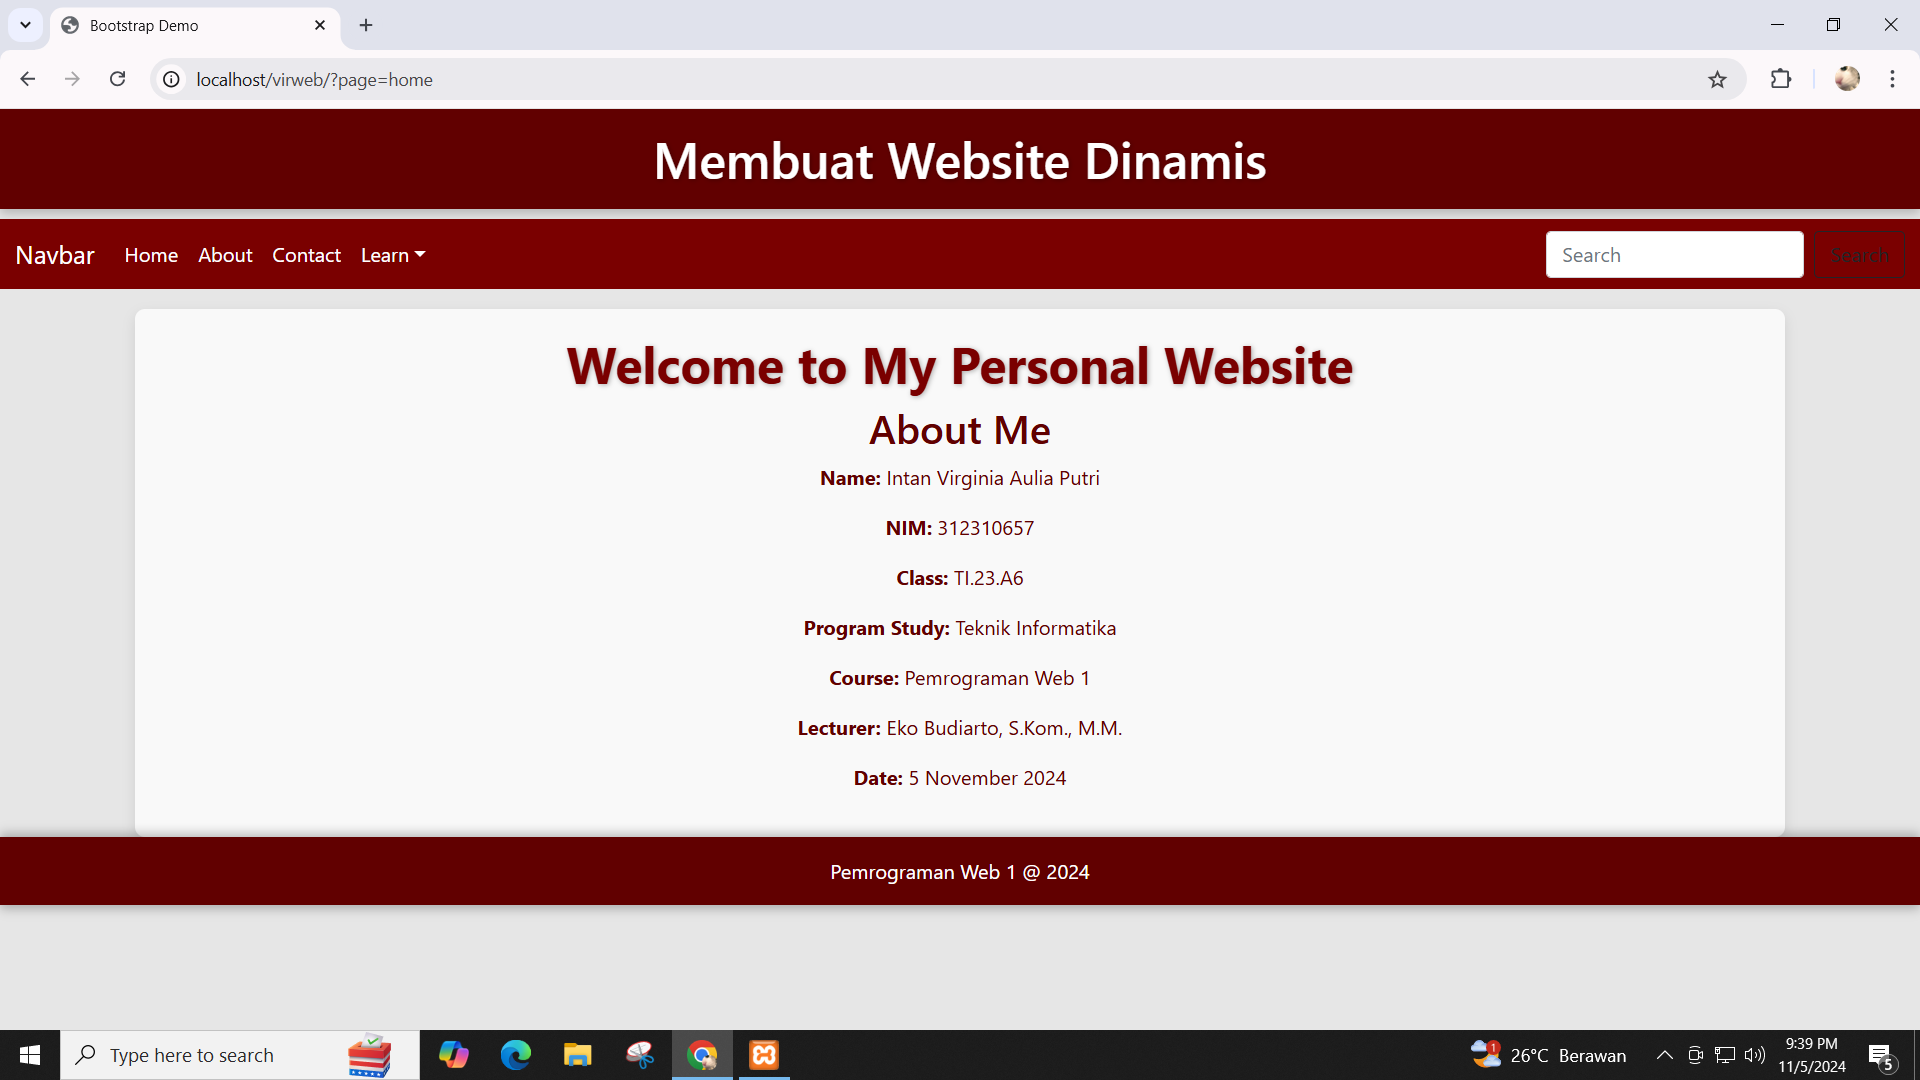 Bootstrap Demo
localhost/virweb/?page=home
Membuat Website Dinamis
Navbar Home About Contact Learn Search Search
Welcome to My Personal Website
About Me
Name: Intan Virginia Aulia Putri
NIM: 312310657
Class: TI.23.A6
Program Study: Teknik Informatika
Course: Pemrograman Web 1
Lecturer: Eko Budiarto, S.Kom., M.M.
Date: 5 November 2024
Pemrograman Web 1 @ 2024
Type here to search
1
26°C Berawan
9:39 PM
11/5/2024
5